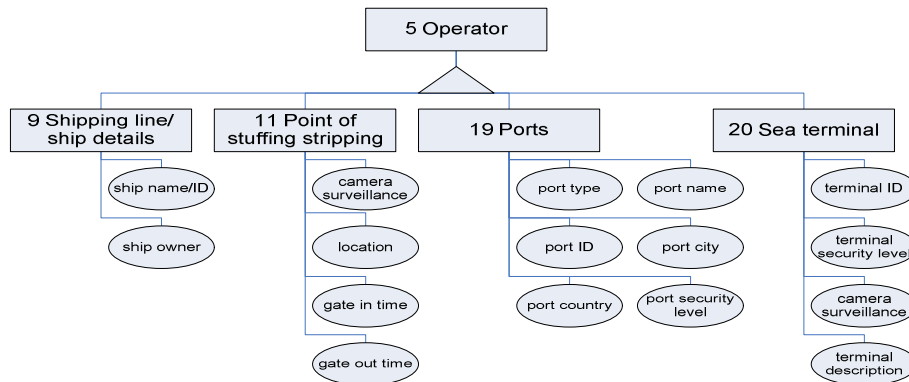 5 Operator
9 Shipping line/
ship details
11 Point of
stuffing stripping
19 Ports
20 Sea terminal
ship name/ID
camera
surveillance
port type
port name
terminal ID
ship owner
location
port ID
port city
terminal
security level
gate in time
port country
port security
level
camera
surveillance
gate out time
terminal
description